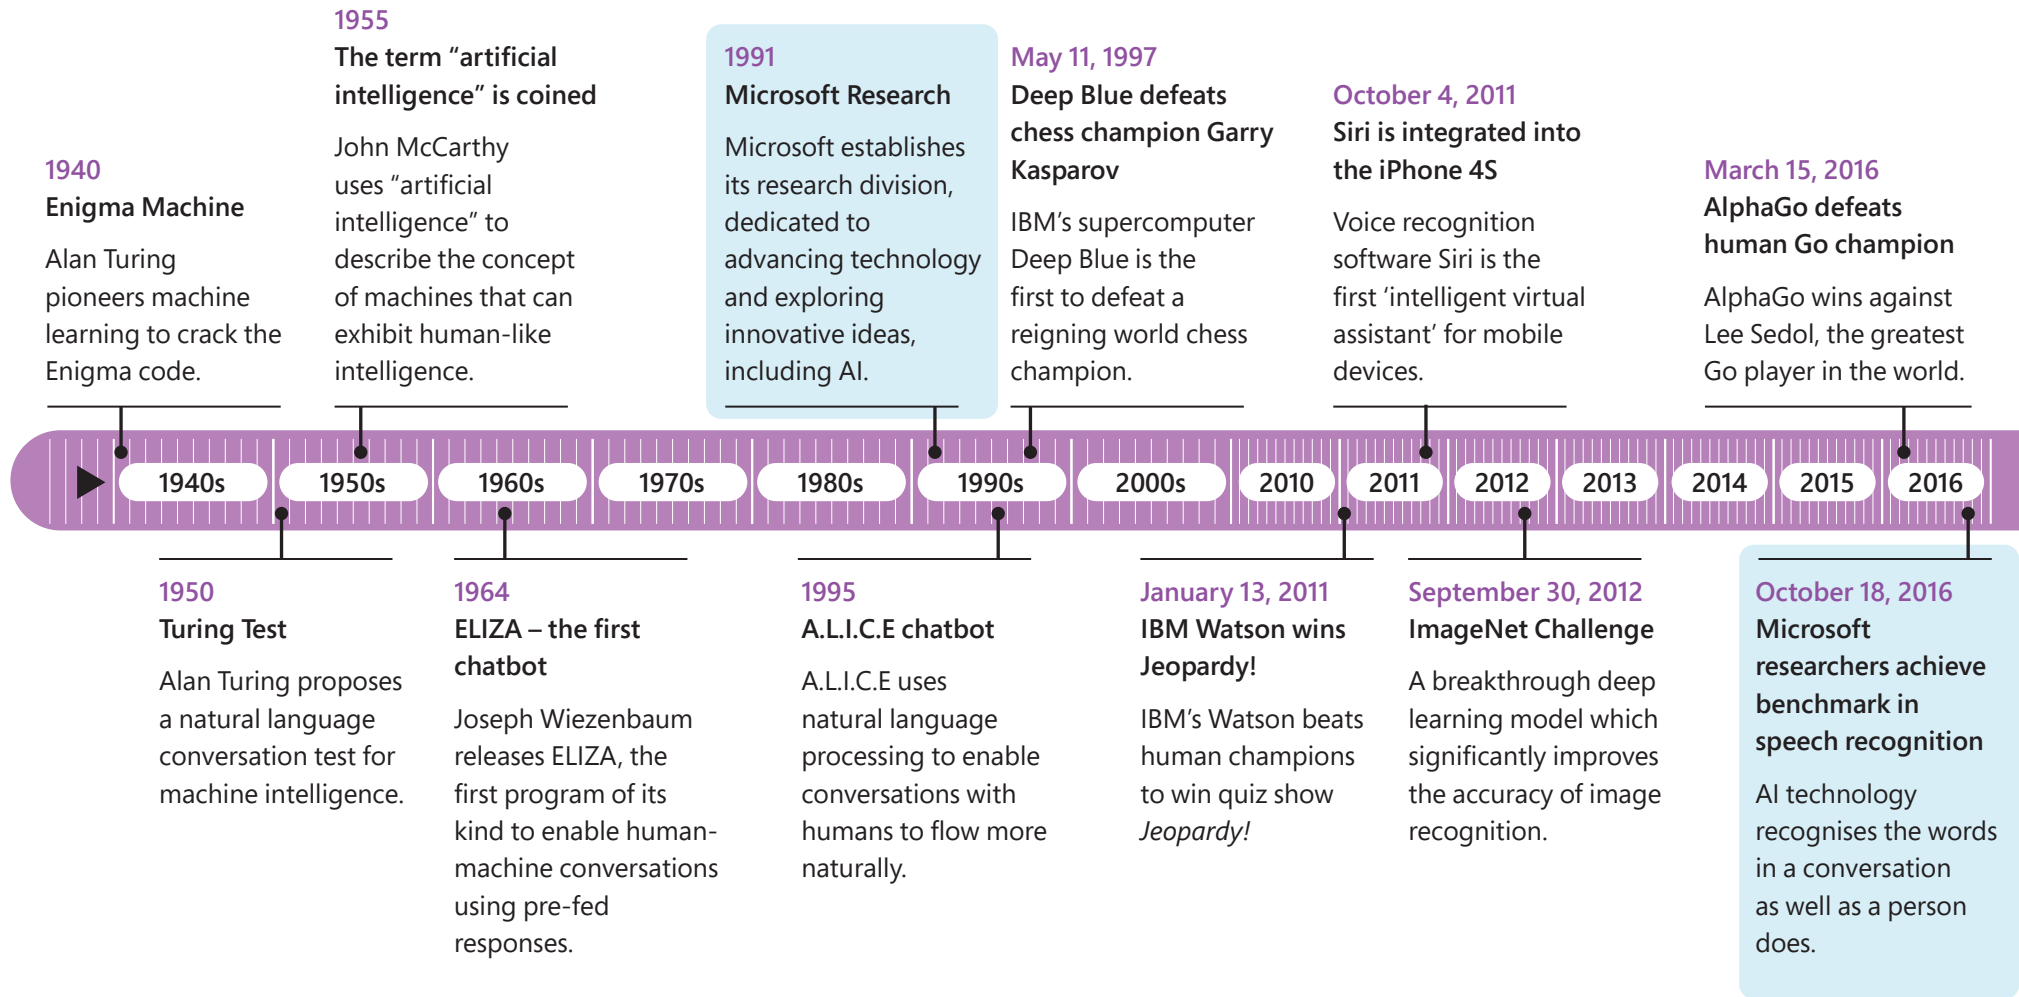 1940
Enigma Machine
Alan Turing
pioneers machine
learning to crack the
Enigma code.
1955
The term “artificial
intelligence” is coined
John McCarthy
uses “artificial
intelligence” to
describe the concept
of machines that can
exhibit human-like
intelligence.
1991
Microsoft Research
Microsoft establishes
its research division,
dedicated to
advancing technology
and exploring
innovative ideas,
including AI.
May 11, 1997
Deep Blue defeats
chess champion Garry
Kasparov
IBM’s supercomputer
Deep Blue is the
first to defeat a
reigning world chess
champion.
October 4, 2011
Siri is integrated into
the iPhone 4S
Voice recognition
software Siri is the
first ‘intelligent virtual
assistant’ for mobile
devices.
March 15, 2016
AlphaGo defeats
human Go champion
AlphaGo wins against
Lee Sedol, the greatest
Go player in the world.
1940s 1950s 1960s 1970s 1980s 1990s 2000s 2010 2011 2012 2013 2014 2015 2016
1950
Turing Test
Alan Turing proposes
a natural language
conversation test for
machine intelligence.
1964
ELIZA – the first
chatbot
Joseph Wiezenbaum
releases ELIZA, the
first program of its
kind to enable human-
machine conversations
using pre-fed
responses.
1995
A.L.I.C.E chatbot
A.L.I.C.E uses
natural language
processing to enable
conversations with
humans to flow more
naturally.
January 13, 2011
IBM Watson wins
Jeopardy!
IBM’s Watson beats
human champions
to win quiz show
Jeopardy!
September 30, 2012
ImageNet Challenge
A breakthrough deep
learning model which
significantly improves
the accuracy of image
recognition.
October 18, 2016
Microsoft
researchers achieve
benchmark in
speech recognition
AI technology
recognises the words
in a conversation
as well as a person
does.